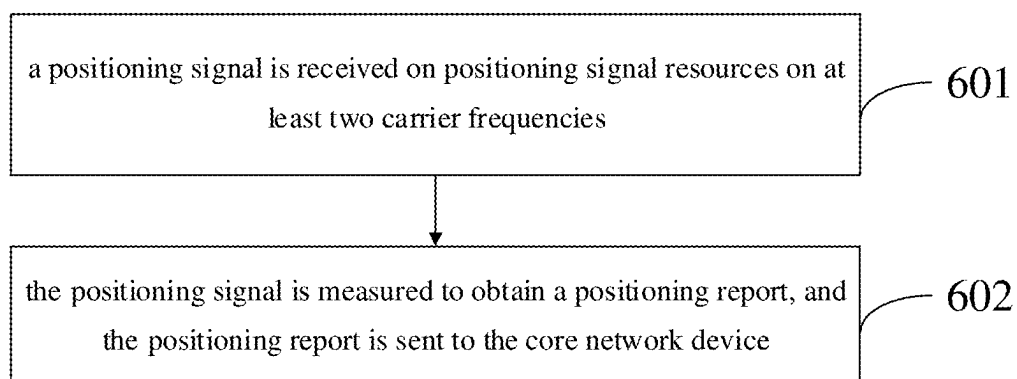 a positioning signal is received on positioning signal resources on at
least two carrier frequencies
601
the positioning signal is measured to obtain a positioning report, and
the positioning report is sent to the core network device
602